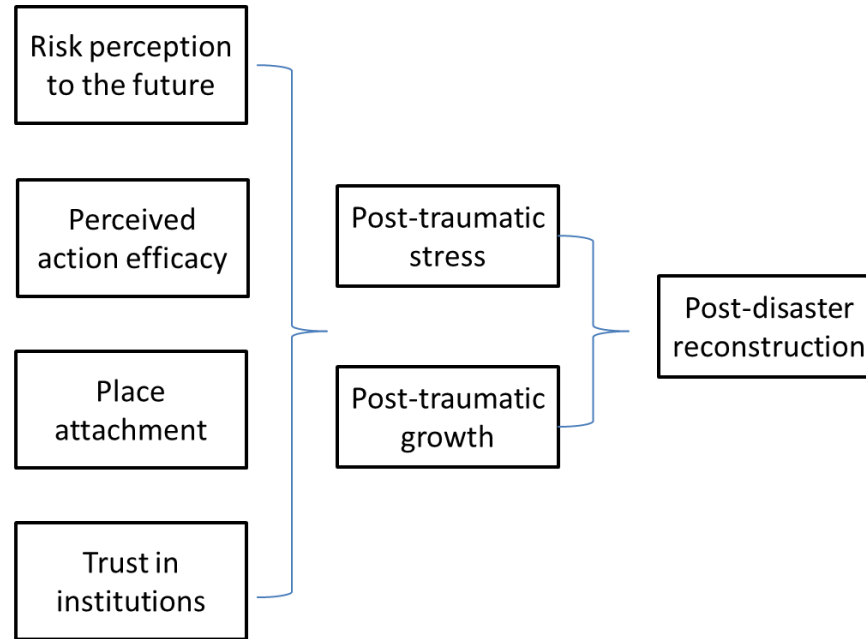 Risk perception
to the future
Perceived
action efficacy
Place
attachment
Trust in
institutions
Post-traumatic
stress
Post-traumatic
growth
Post-disaster
reconstruction